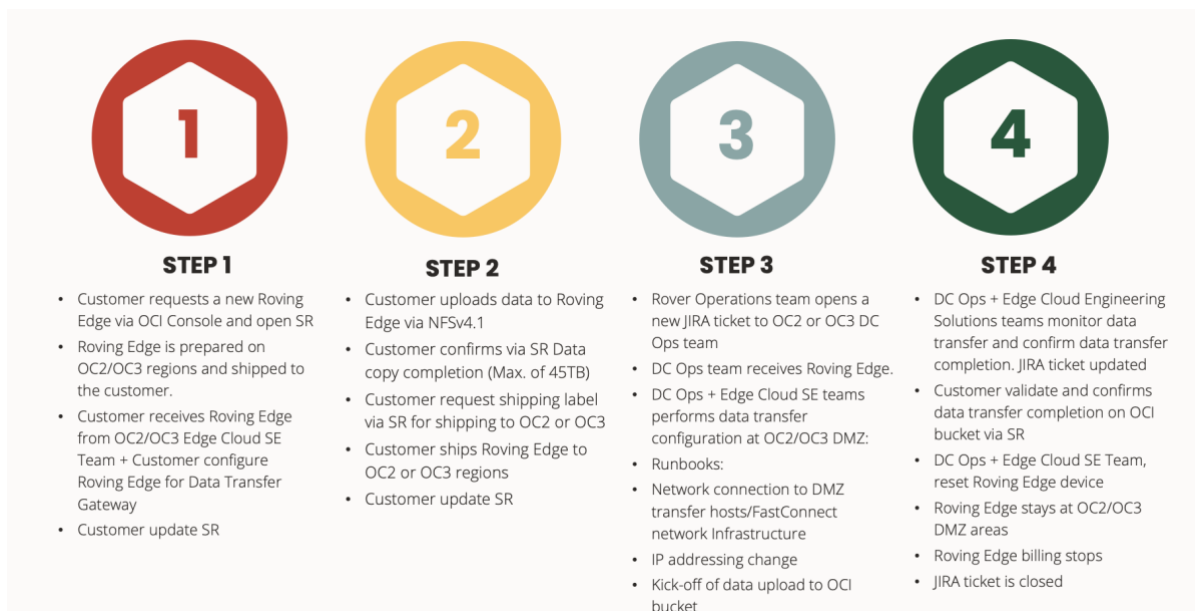 1
STEP 1
• Customer requests a new Roving
Edge via OCI Console and open SR
• Roving Edge is prepared on
OC2/OC3 regions and shipped to
the customer.
• Customer receives Roving Edge
from OC2/OC3 Edge Cloud SE
Team + Customer configure
Roving Edge for Data Transfer
Gateway
• Customer update SR
2
STEP 2
• Customer uploads data to Roving
Edge via NFSv4.1
• Customer confirms via SR Data
copy completion (Max. of 45TB)
• Customer request shipping label
via SR for shipping to OC2 or OC3
• Customer ships Roving Edge to
OC2 or OC3 regions
• Customer update SR
3
STEP 3
• Rover Operations team opens a
new JIRA ticket to OC2 or OC3 DC
Ops team
• DC Ops team receives Roving Edge.
• DC Ops + Edge Cloud SE teams
performs data transfer
configuration at OC2/OC3 DMZ:
• Runbooks:
• Network connection to DMZ
transfer hosts/FastConnect
network Infrastructure
• IP addressing change
• Kick-off of data upload to OCI
bucket
4
STEP 4
• DC Ops + Edge Cloud Engineering
Solutions teams monitor data
transfer and confirm data transfer
completion. JIRA ticket updated
• Customer validate and confirms
data transfer completion on OCI
bucket via SR
• DC Ops + Edge Cloud SE Team,
reset Roving Edge device
• Roving Edge stays at OC2/OC3
DMZ areas
• Roving Edge billing stops
• JIRA ticket is closed